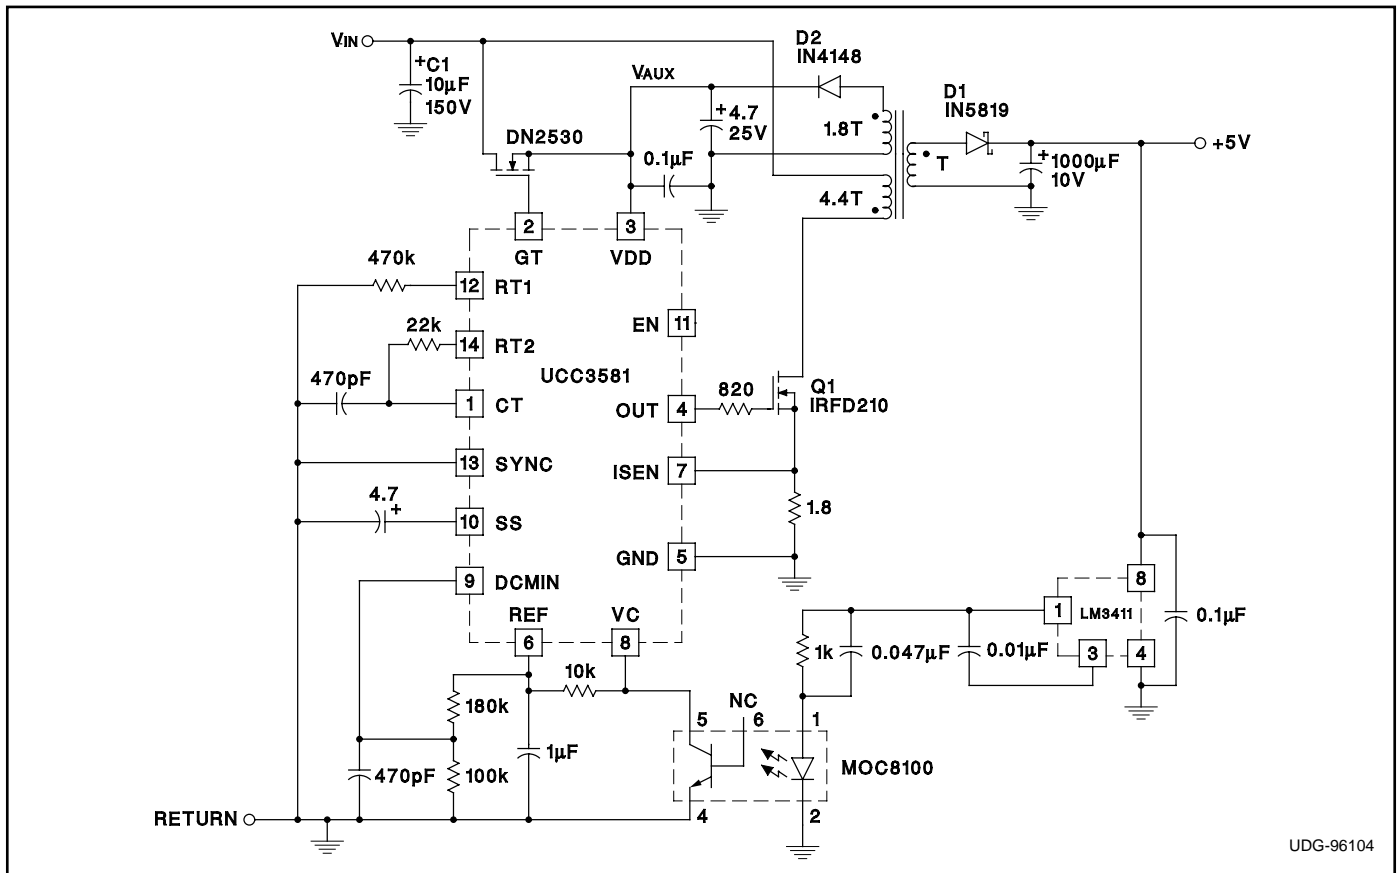 VIN
+C1
10µF
150V
VAUX
D2
IN4148
D1
IN5819
+4.7
25V
1.8T
T
+1000µF
10V
+5V
DN2530
0.1µF
4.4T
2
3
GT
VDD
470k
12
RT1
EN
11
22k
14
RT2
UCC3581
470pF
1
CT
OUT
4
820
Q1
IRFD210
13
SYNC
ISEN
7
4.7
+
10
SS
1.8
GND
5
9
DCMIN
REF
VC
6
8
8
1
LM3411
0.1µF
3
4
10k
1k
0.047µF
0.01µF
180k
NC
5
6
1
1µF
MOC8100
470pF
100k
4
2
RETURN
UDG-96104